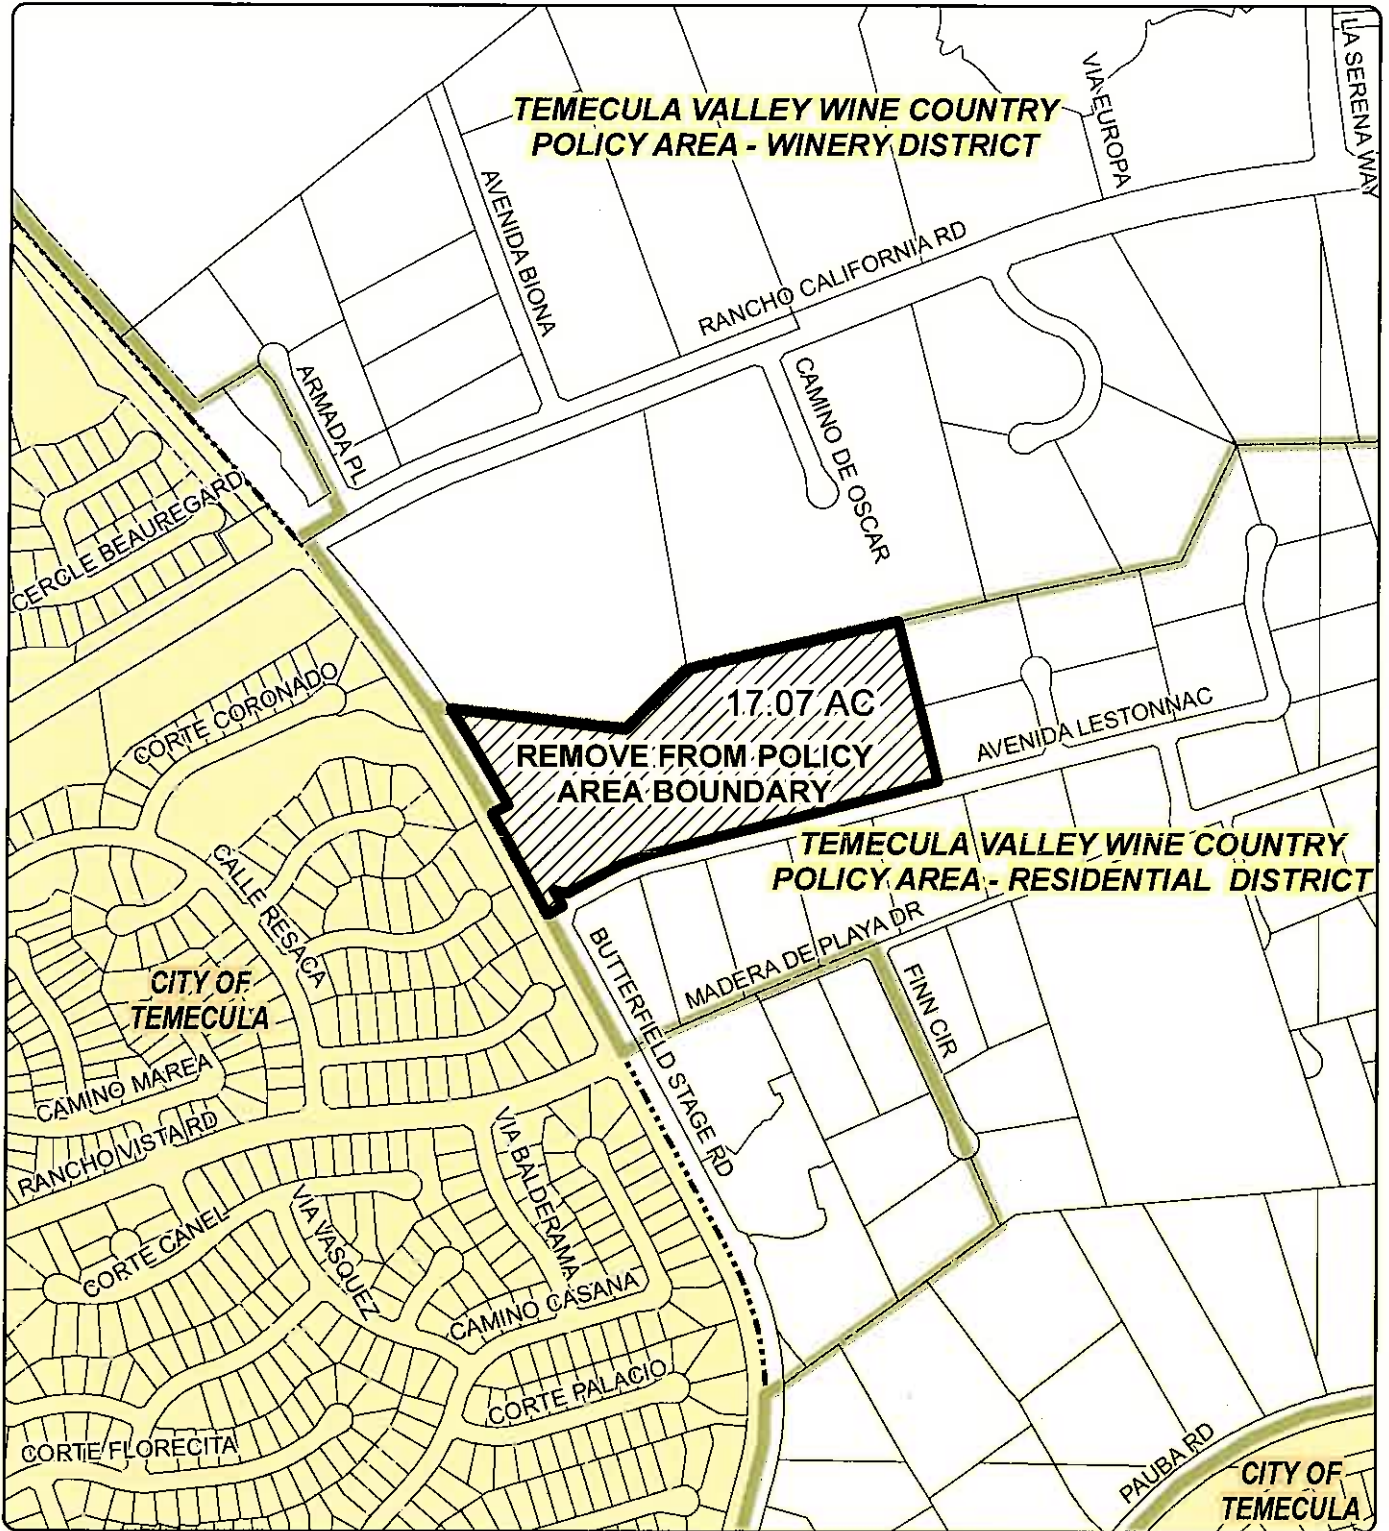 TEMECULA VALLEY WINE COUNTRY
POLICY AREA - WINERY DISTRICT
VIA EUROPA
LA SERENA WAY
AVENIDA BIONA
RANCHO CALIFORNIA RD
ARMADA PL
CAMINO DE OSCAR
CERCLE BEAUREGARD
CORTE CORONADO
17.07 AC
REMOVE FROM POLICY
AREA BOUNDARY
AVENIDA LESTONNAC
TEMECULA VALLEY WINE COUNTRY
POLICY AREA - RESIDENTIAL DISTRICT
CALLE RESACA
CITY OF
TEMECULA
BUTTERFIELD STAGE RD
MADERA DE PLAYA DR
FINN CIR
CAMINO MAREA
RANCHO VISTA RD
VIA BALDERAMA
CORTE CANEL
VIA VASQUEZ
CAMINO CASANA
CORTE PALACIO
CORTE FLORECITA
PAUBA RD
CITY OF
TEMECULA